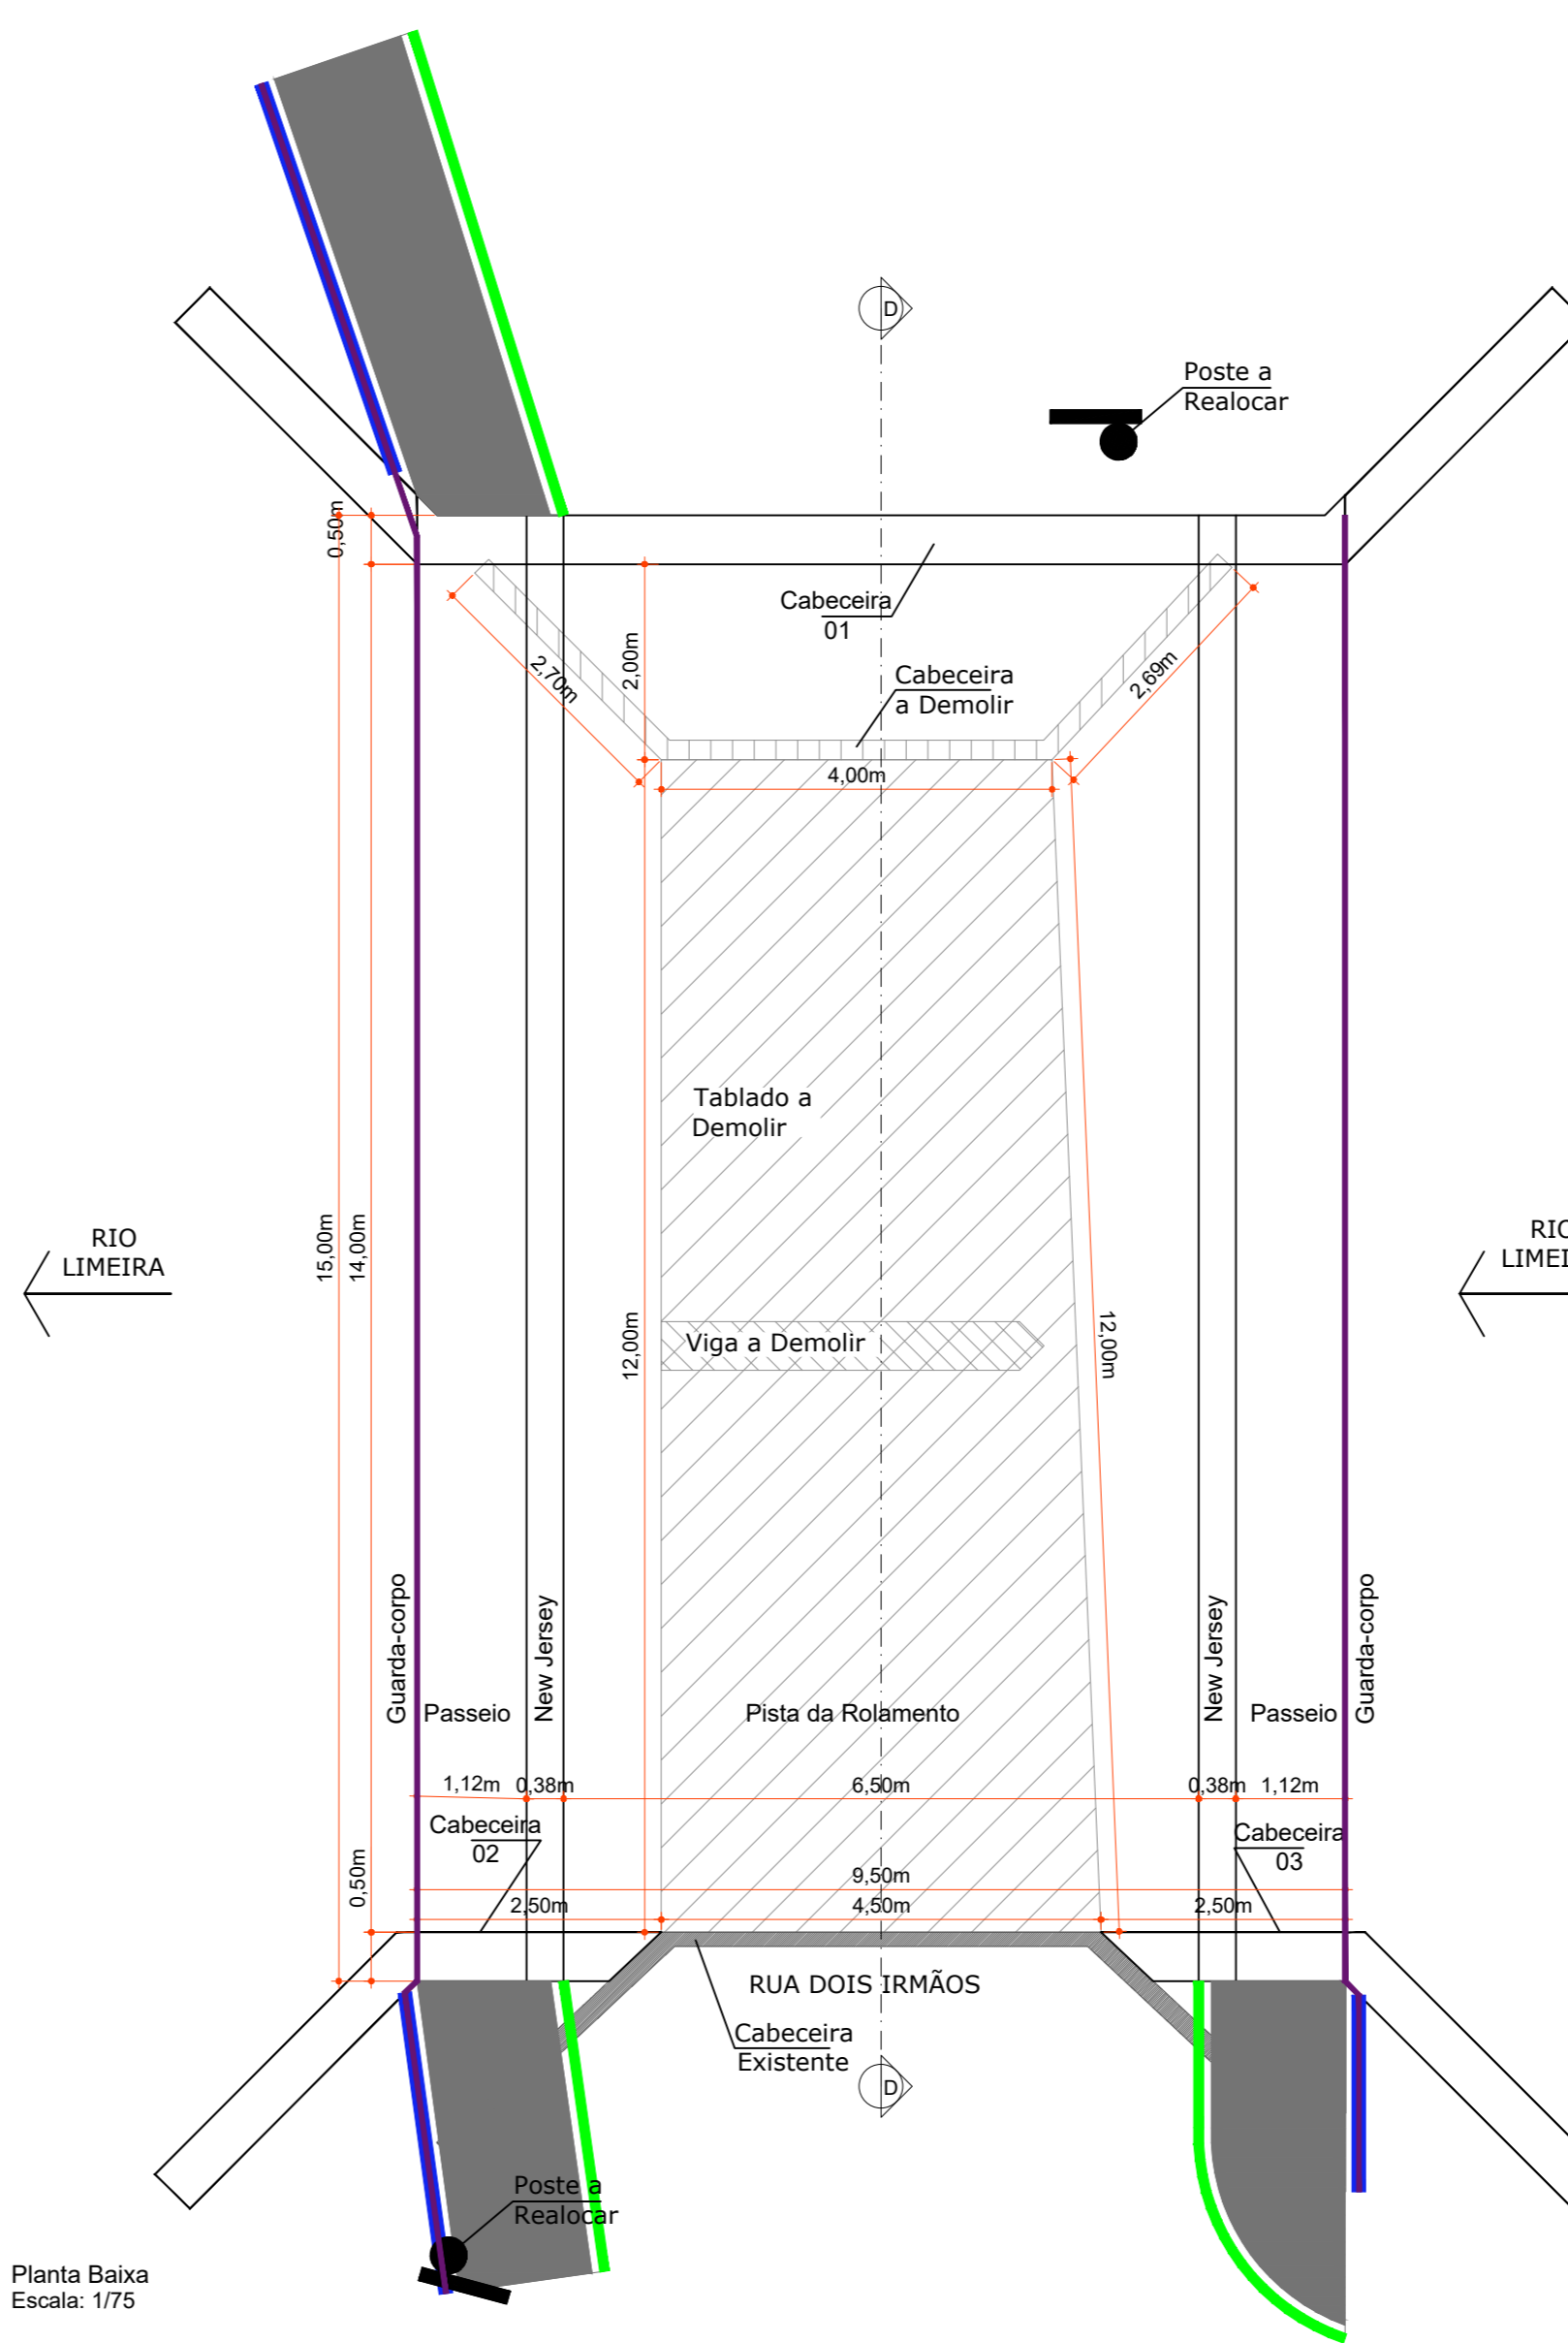 D
Poste a
Realocar
0,50m
Cabeceira
01
2,00m
2,70m
2,69m
Cabeceira
a Demolir
4,00m
Tablado a
Demolir
RIO
LIMEIRA
RIO
LIMEI
15,00m
14,00m
12,00m
12,00m
Viga a Demolir
Guarda-corpo
Passeio
New Jersey
Pista da Rolamento
New Jersey
Passeio
Guarda-corpo
1,12m
0,38m
6,50m
0,38m
1,12m
Cabeceira
02
Cabeceira
03
0,50m
9,50m
2,50m
4,50m
2,50m
RUA DOIS IRMÃOS
Cabeceira
Existente
D
Poste a
Realocar
Planta Baixa
Escala: 1/75